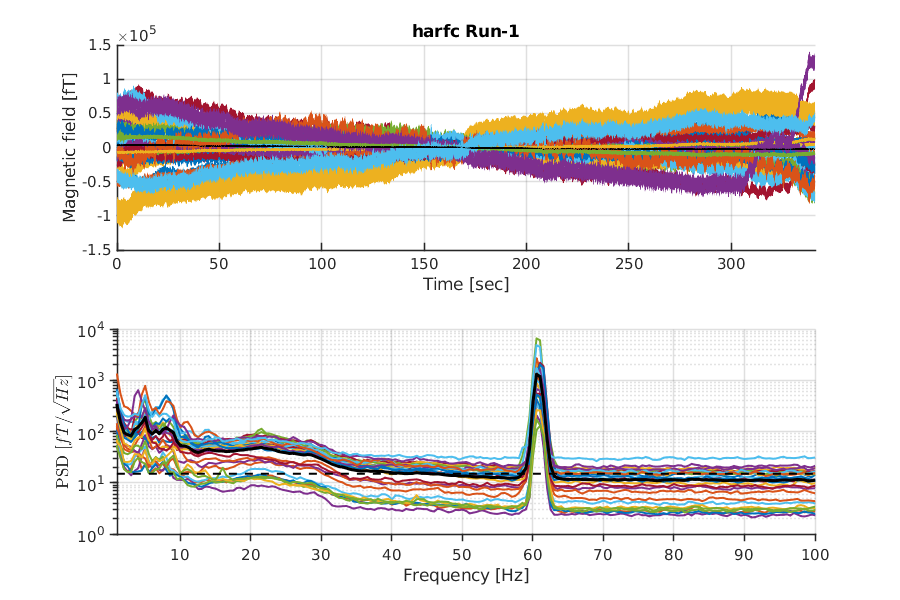 harfc Run-1
×10^5
1.5
1
0.5
0
-0.5
-1
-1.5
Magnetic field [fT]
0 50 100 150 200 250 300
Time [sec]
10^4
10^3
10^2
10^1
10^0
PSD [fT/√Hz]
10 20 30 40 50 60 70 80 90 100
Frequency [Hz]